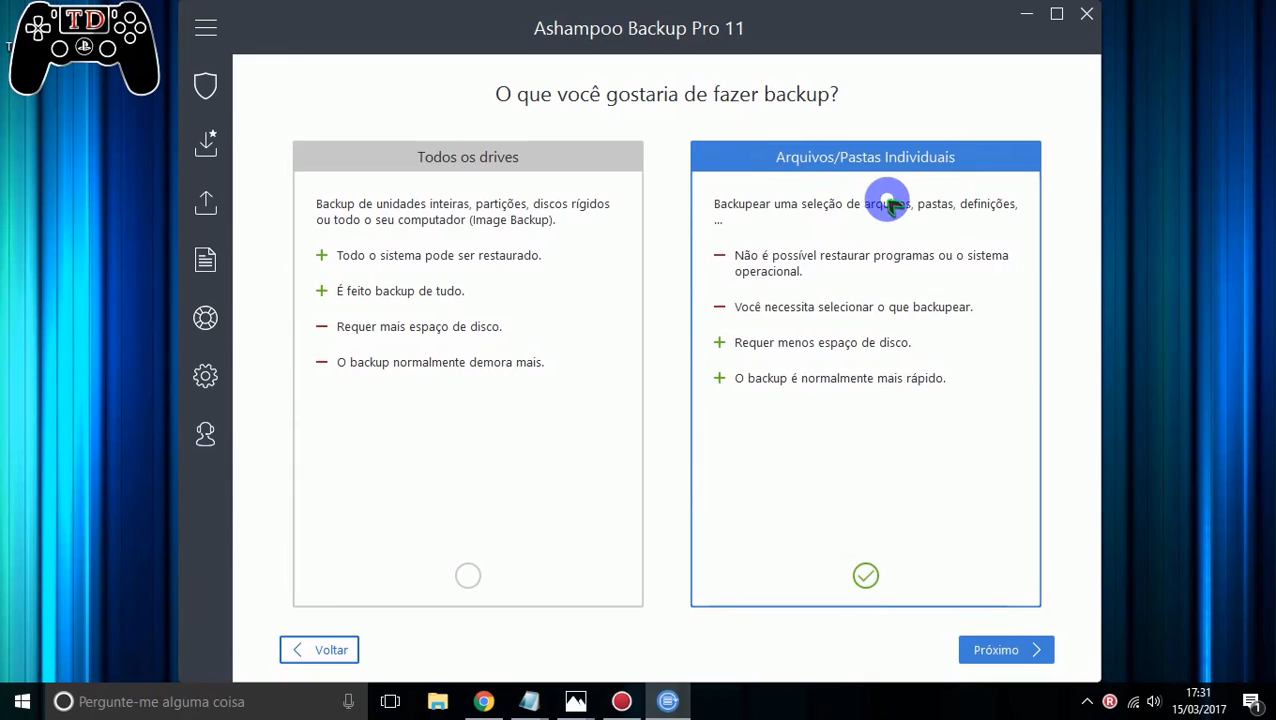 TD
Ashampoo Backup Pro 11
O que você gostaria de fazer backup?
Todos os drives
Backup de unidades inteiras, partições, discos rígidos
ou todo o seu computador (Image Backup).
+ Todo o sistema pode ser restaurado.
+ É feito backup de tudo.
− Requer mais espaço de disco.
− O backup normalmente demora mais.
Arquivos/Pastas Individuais
Backupear uma seleção de arquivos, pastas, definições,
...
− Não é possível restaurar programas ou o sistema
operacional.
− Você necessita selecionar o que backupear.
+ Requer menos espaço de disco.
+ O backup é normalmente mais rápido.
Voltar
Próximo
Pergunte-me alguma coisa
R
17:31
15/03/2017
1